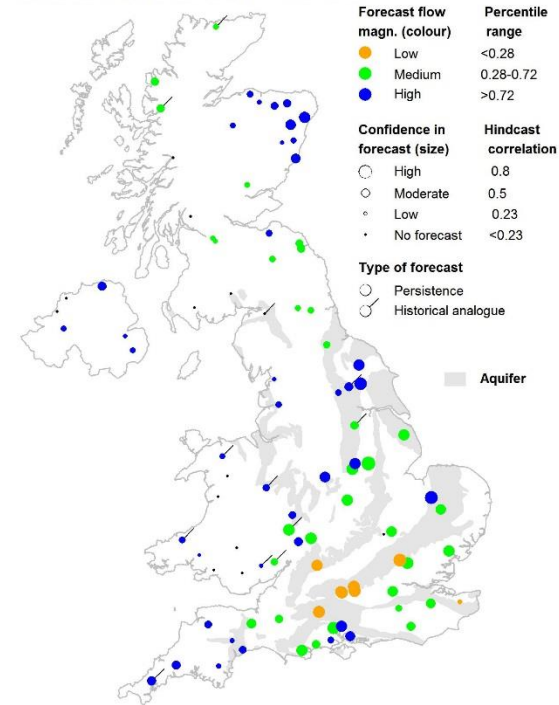 Forecast flow Percentile
magn. (colour) range
Low <0.28
Medium 0.28-0.72
High >0.72
Confidence in Hindcast
forecast (size) correlation
High 0.8
Moderate 0.5
Low 0.23
No forecast <0.23
Type of forecast
Persistence
Historical analogue
Aquifer